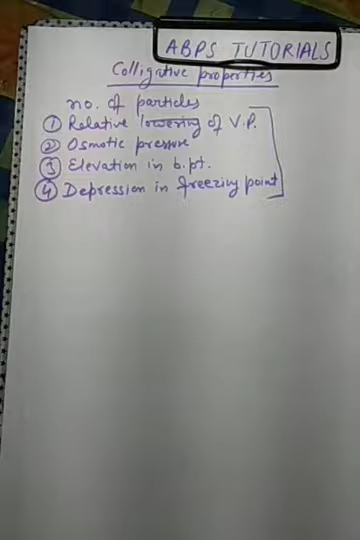 ABPS TUTORIALS
Colligative properties
no. of particles
① Relative lowering of V.P.
② Osmotic pressure
③ Elevation in b.pt.
④ Depression in freezing point